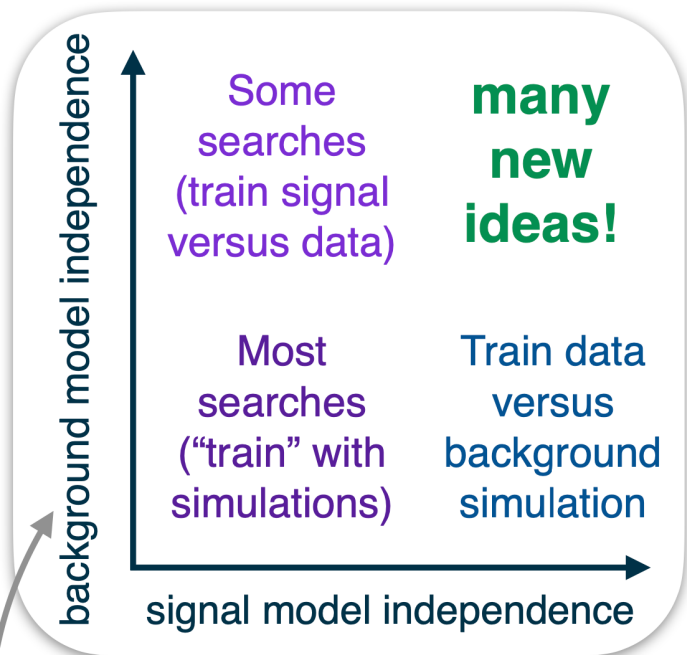 background model independence
Some
searches
(train signal
versus data)
many
new
ideas!
Most
searches
(“train” with
simulations)
Train data
versus
background
simulation
signal model independence